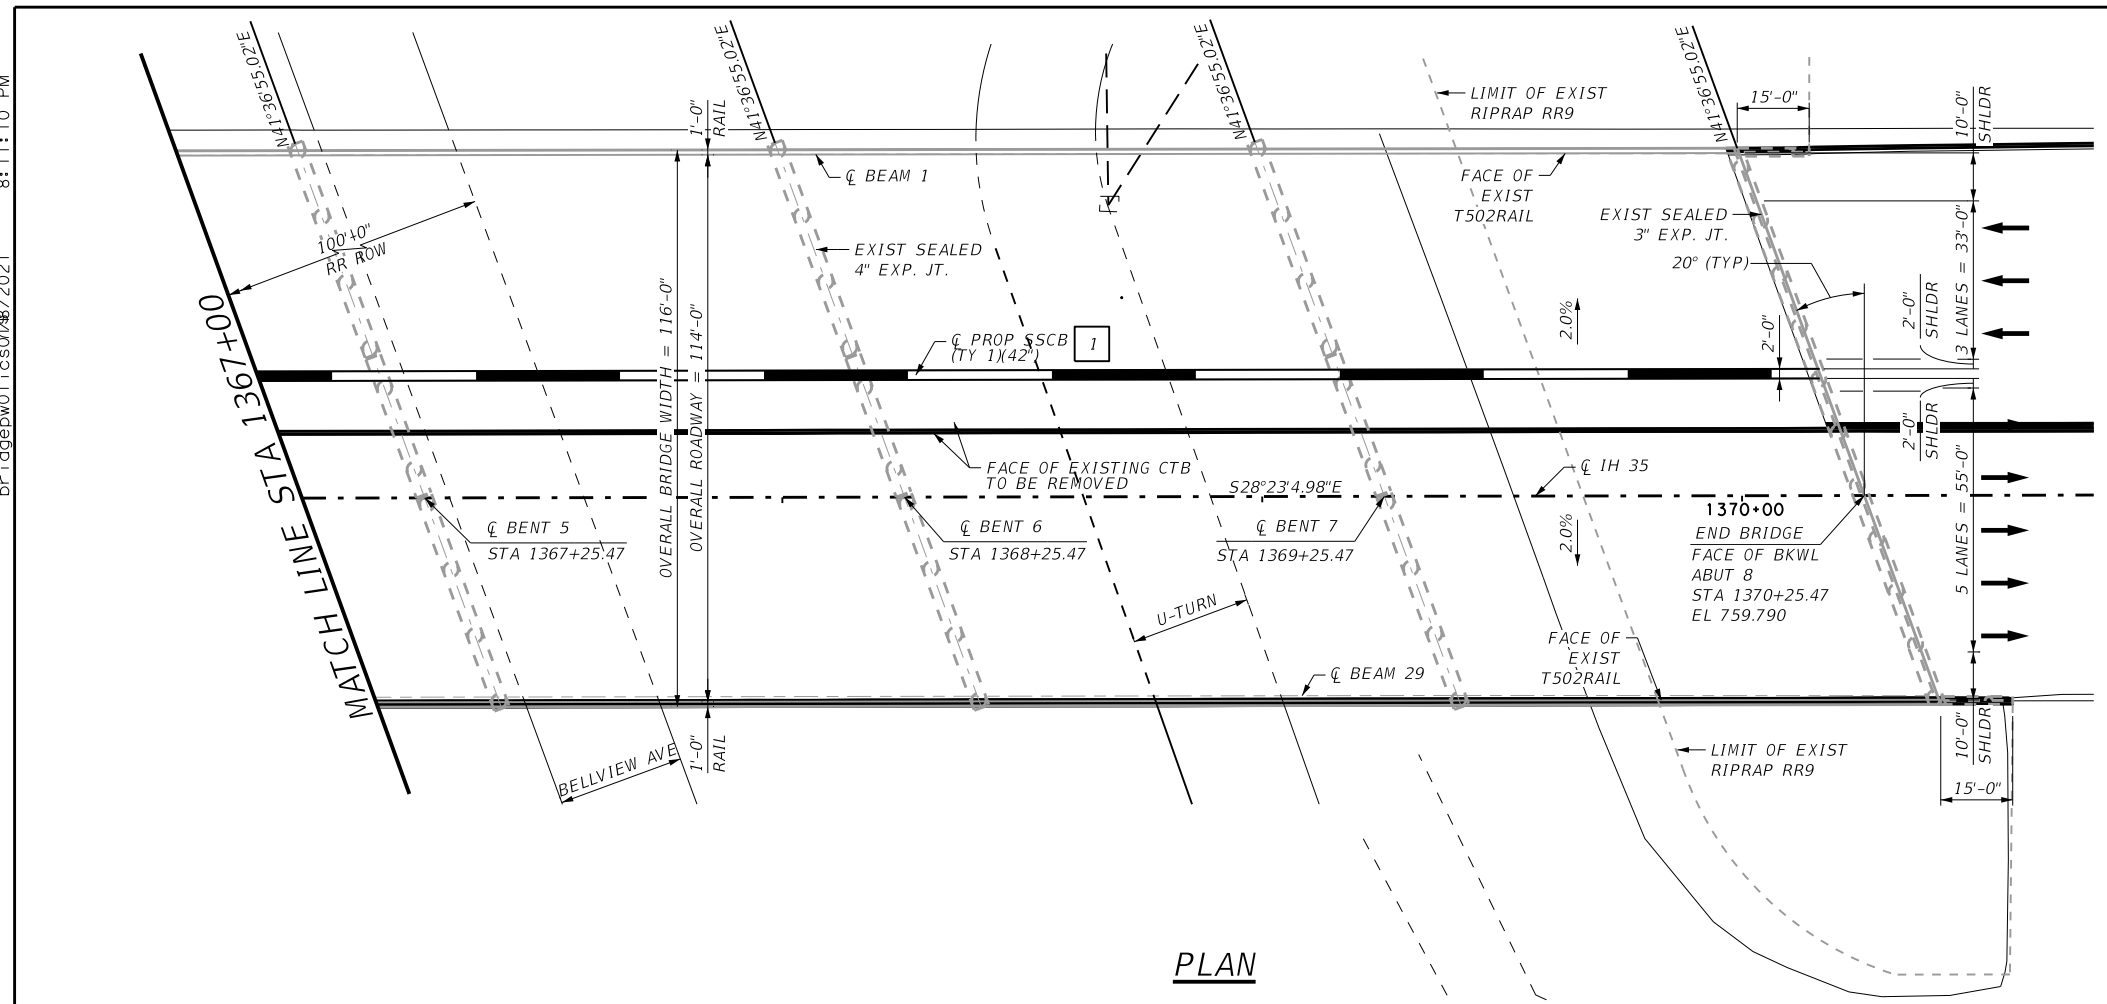 8:11:10 PM
N41°36'55.02"E
N41°36'55.02"E
N41°36'55.02"E
N41°36'55.02"E
1'-0"
RAIL
LIMIT OF EXIST
RIPRAP RR9
15'-0"
10'-0"
SHLDR
℄ BEAM 1
FACE OF
EXIST
T502RAIL
EXIST SEALED
3" EXP. JT.
20° (TYP)
100'±0"
RR ROW
EXIST SEALED
4" EXP. JT.
2.0%
2'-0"
2'-0"
SHLDR
3 LANES = 33'-0"
MATCH LINE STA 1367+00
OVERALL BRIDGE WIDTH = 116'-0"
OVERALL ROADWAY = 114'-0"
℄ PROP SSCB
(TY 1)(42")
1
2'-0"
SHLDR
5 LANES = 55'-0"
FACE OF EXISTING CTB
TO BE REMOVED
S28°23'4.98"E
℄ IH 35
1370+00
℄ BENT 5
STA 1367+25.47
℄ BENT 6
STA 1368+25.47
℄ BENT 7
STA 1369+25.47
2.0%
END BRIDGE
FACE OF BKWL
ABUT 8
STA 1370+25.47
EL 759.790
U-TURN
FACE OF
EXIST
T502RAIL
℄ BEAM 29
BELLVIEW AVE
1'-0"
RAIL
LIMIT OF EXIST
RIPRAP RR9
10'-0"
SHLDR
15'-0"
PLAN